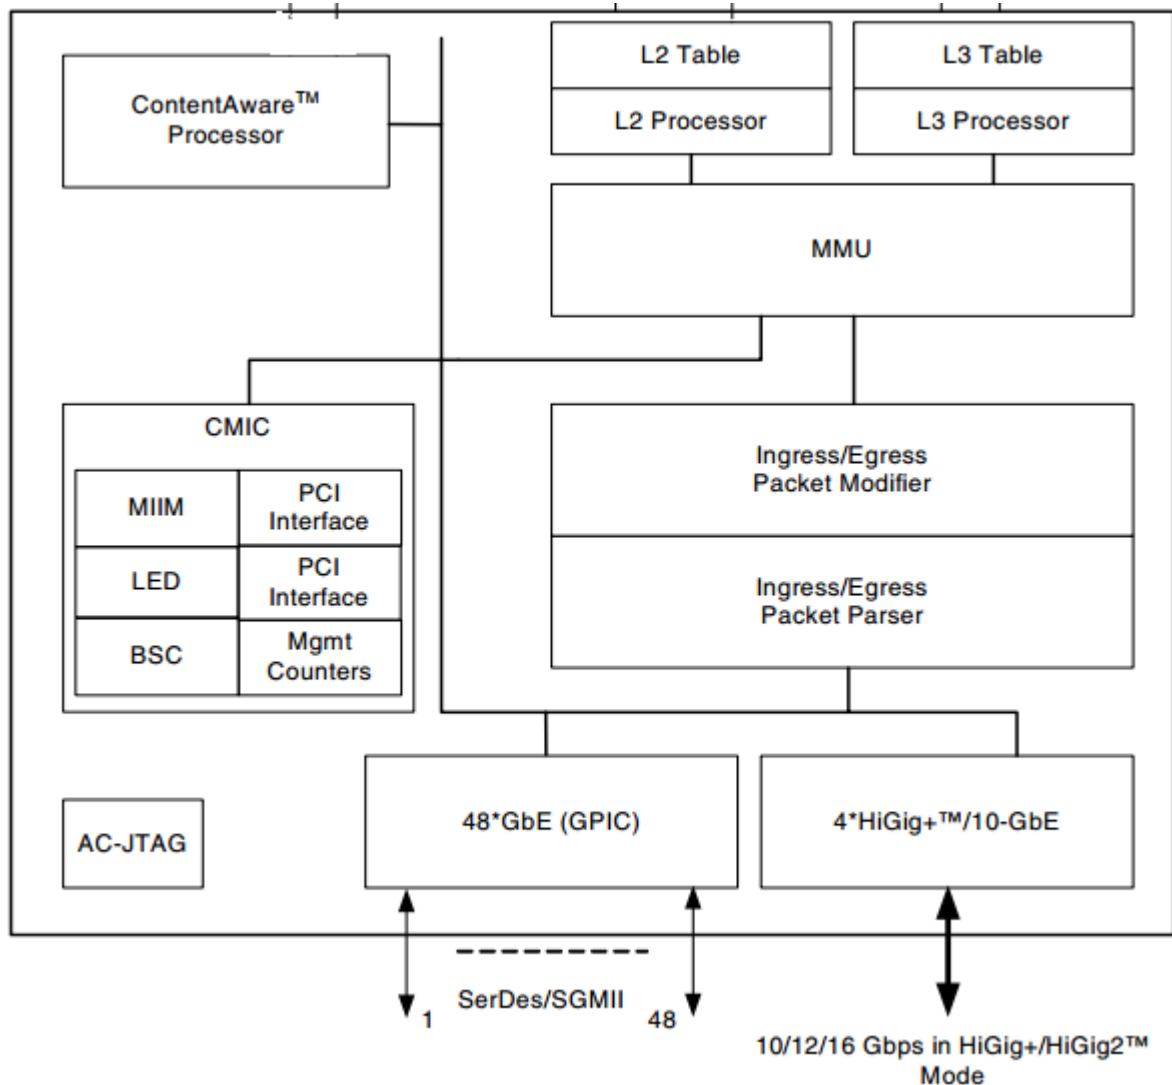 ContentAware™
Processor
L2 Table
L2 Processor
L3 Table
L3 Processor
MMU
CMIC
MIIM
PCI
Interface
LED
PCI
Interface
BSC
Mgmt
Counters
Ingress/Egress
Packet Modifier
Ingress/Egress
Packet Parser
AC-JTAG
48*GbE (GPIC)
4*HiGig+™/10-GbE
SerDes/SGMII
1
48
10/12/16 Gbps in HiGig+/HiGig2™
Mode